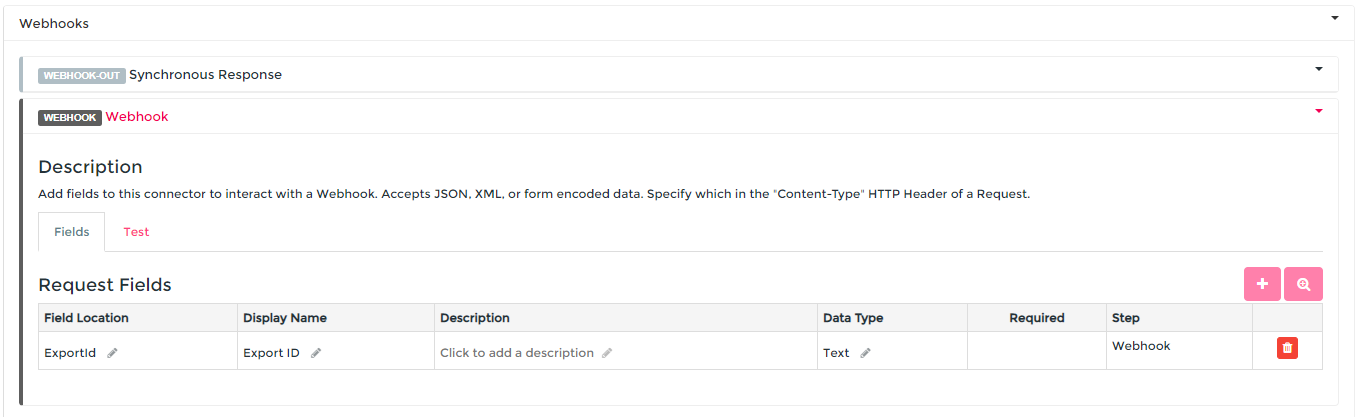 Webhooks
WEBHOOK-OUT Synchronous Response
WEBHOOK Webhook
Description
Add fields to this connector to interact with a Webhook. Accepts JSON, XML, or form encoded data. Specify which in the "Content-Type" HTTP Header of a Request.
Fields Test
Request Fields
Field Location Display Name Description Data Type Required Step
ExportId Export ID Click to add a description Text Webhook